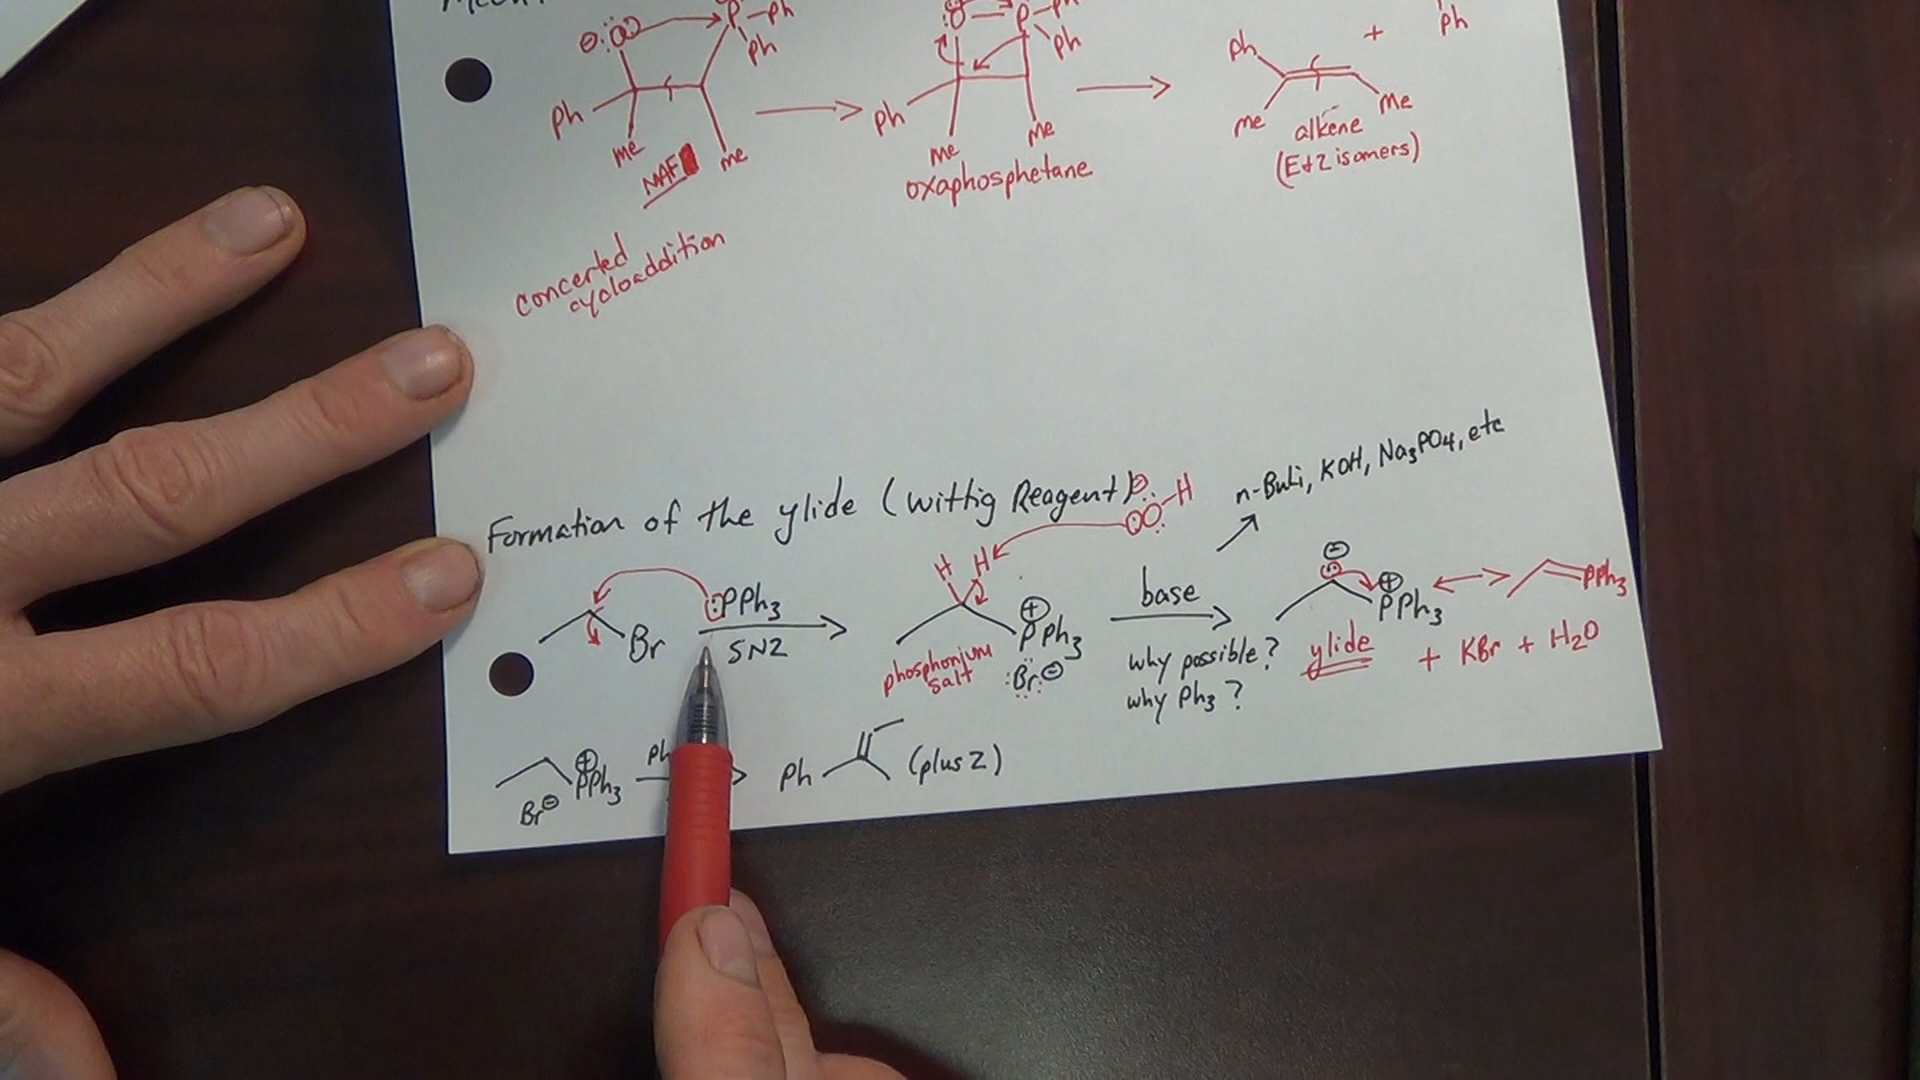 ⊖:O P-Ph :O-P-Ph
Ph Ph Ph + Ph
Ph Me Me Ph Me Me Me Me
NAF oxaphosphetane alkene
(E+Z isomers)
concerted
cycloaddition
n-BuLi, KOH, Na3PO4, etc
Formation of the ylide (Wittig Reagent) ⊖:O-H
H H
Br :PPh3 ⊕PPh3 base ⊖: ⊕PPh3 ↔ PPh3
SN2 phosphonium
salt :Br:⊖ why possible? ylide + KBr + H2O
why Ph3?
⊕PPh3 Ph Ph (plus Z)
Br⊖